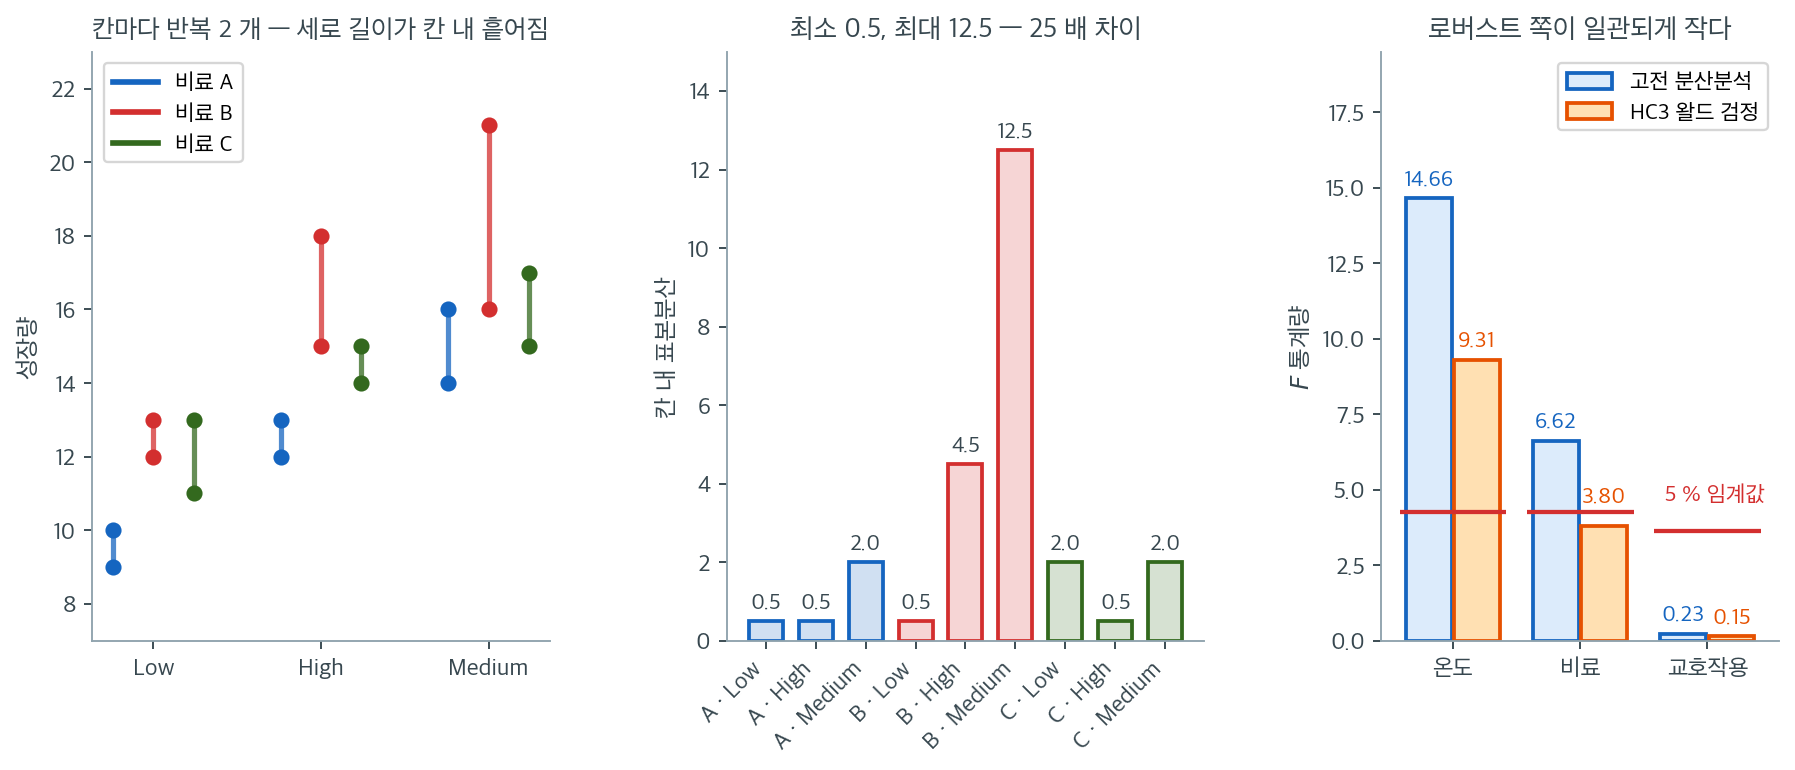 칸마다 반복 2 개 — 세로 길이가 칸 내 흩어짐
비료 A
비료 B
비료 C
성장량
22
20
18
16
14
12
10
8
Low
High
Medium
최소 0.5, 최대 12.5 — 25 배 차이
칸 내 표본분산
14
12
10
8
6
4
2
0
0.5
0.5
2.0
0.5
4.5
12.5
2.0
0.5
2.0
A · Low
A · High
A · Medium
B · Low
B · High
B · Medium
C · Low
C · High
C · Medium
로버스트 쪽이 일관되게 작다
고전 분산분석
HC3 왈드 검정
F 통계량
17.5
15.0
12.5
10.0
7.5
5.0
2.5
0.0
14.66
9.31
6.62
3.80
5 % 임계값
0.23
0.15
온도
비료
교호작용